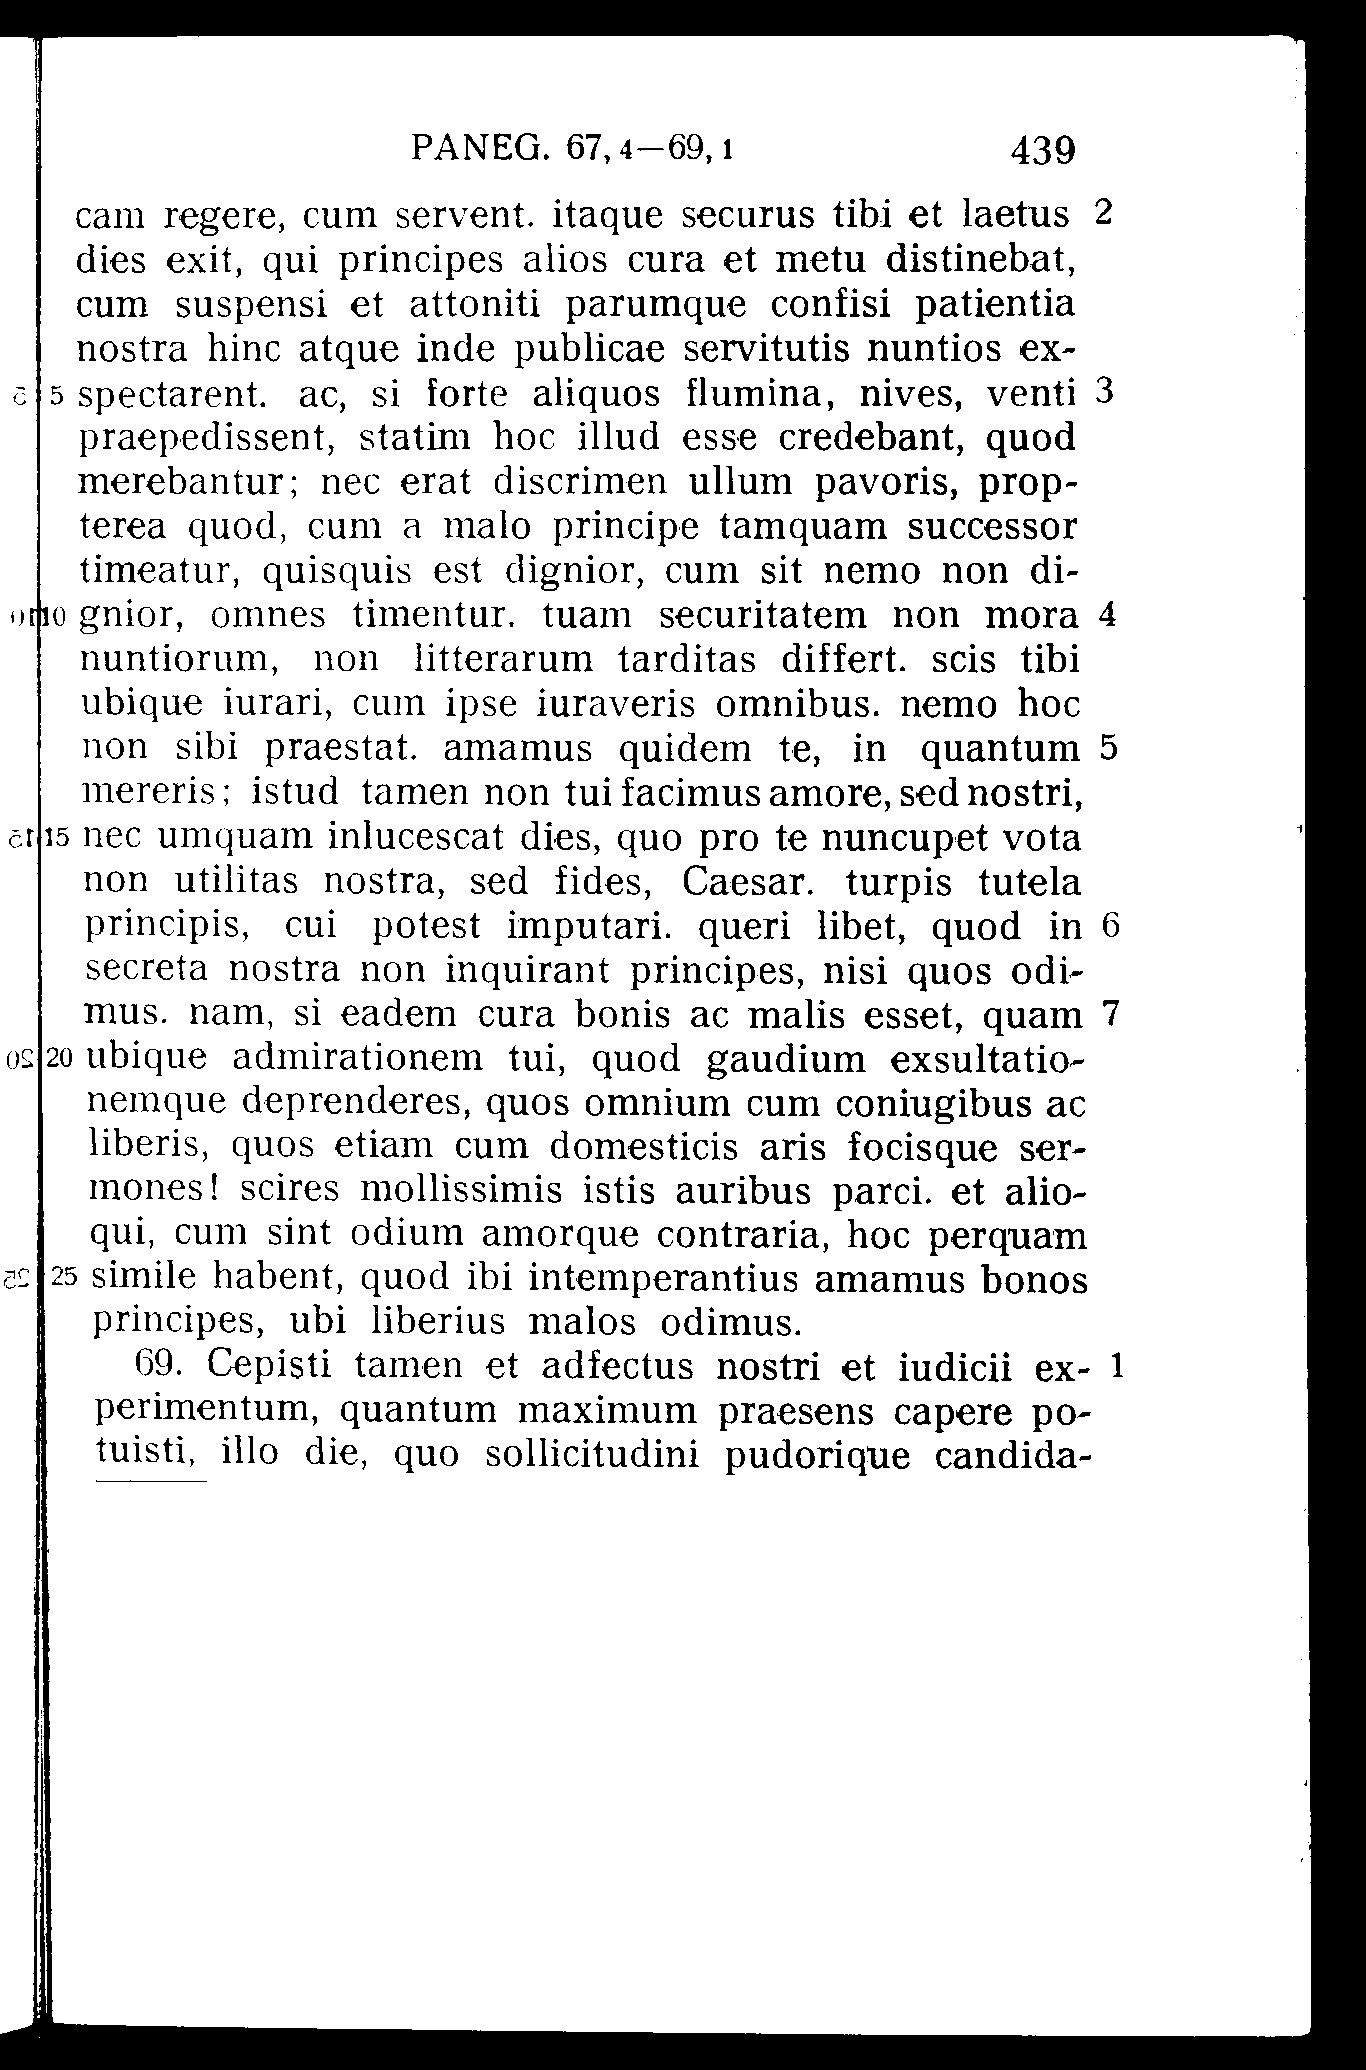 PANEG. 67, 4—69, 1 439
cam regere, cum servent. itaque securus tibi et laetus 2
dies exit, qui principes alios cura et metu distinebat,
cum suspensi et attoniti parumque confisi patientia
nostra hinc atque inde publicae servitutis nuntios ex-
5 spectarent. ac, si forte aliquos flumina, nives, venti 3
praepedissent, statim hoc illud esse credebant, quod
merebantur; nec erat discrimen ullum pavoris, prop-
terea quod, cum a malo principe tamquam successor
timeatur, quisquis est dignior, cum sit nemo non di-
10 gnior, omnes timentur. tuam securitatem non mora 4
nuntiorum, non litterarum tarditas differt. scis tibi
ubique iurari, cum ipse iuraveris omnibus. nemo hoc
non sibi praestat. amamus quidem te, in quantum 5
mereris; istud tamen non tui facimus amore, sed nostri,
15 nec umquam inlucescat dies, quo pro te nuncupet vota
non utilitas nostra, sed fides, Caesar. turpis tutela
principis, cui potest imputari. queri libet, quod in 6
secreta nostra non inquirant principes, nisi quos odi-
mus. nam, si eadem cura bonis ac malis esset, quam 7
20 ubique admirationem tui, quod gaudium exsultatio-
nemque deprenderes, quos omnium cum coniugibus ac
liberis, quos etiam cum domesticis aris focisque ser-
mones! scires mollissimis istis auribus parci. et alio-
qui, cum sint odium amorque contraria, hoc perquam
25 simile habent, quod ibi intemperantius amamus bonos
principes, ubi liberius malos odimus.
69. Cepisti tamen et adfectus nostri et iudicii ex- 1
perimentum, quantum maximum praesens capere po-
tuisti, illo die, quo sollicitudini pudorique candida-